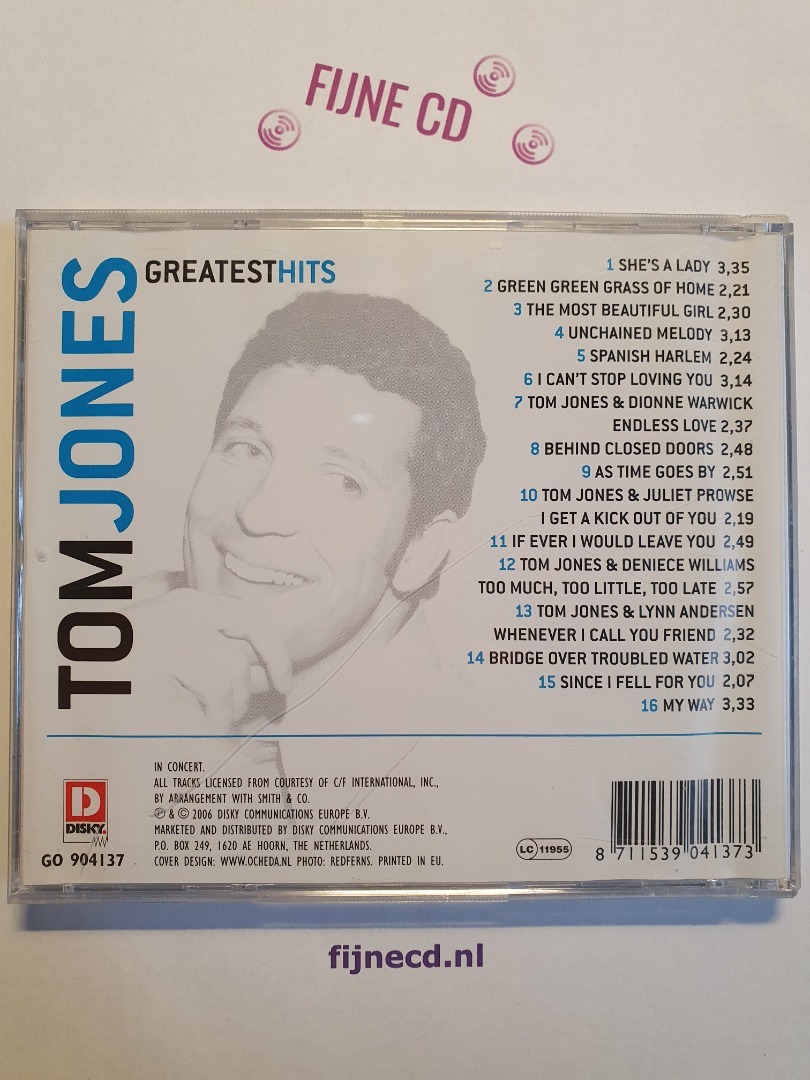 FIJNE CD
TOM JONES
GREATESTHITS
1 SHE'S A LADY 3,35
2 GREEN GREEN GRASS OF HOME 2,21
3 THE MOST BEAUTIFUL GIRL 2,30
4 UNCHAINED MELODY 3,13
5 SPANISH HARLEM 2,24
6 I CAN'T STOP LOVING YOU 3,14
7 TOM JONES & DIONNE WARWICK
ENDLESS LOVE 2,37
8 BEHIND CLOSED DOORS 2,48
9 AS TIME GOES BY 2,51
10 TOM JONES & JULIET PROWSE
I GET A KICK OUT OF YOU 2,19
11 IF EVER I WOULD LEAVE YOU 2,49
12 TOM JONES & DENIECE WILLIAMS
TOO MUCH, TOO LITTLE, TOO LATE 2,57
13 TOM JONES & LYNN ANDERSEN
WHENEVER I CALL YOU FRIEND 2,32
14 BRIDGE OVER TROUBLED WATER 3,02
15 SINCE I FELL FOR YOU 2,07
16 MY WAY 3,33
IN CONCERT.
ALL TRACKS LICENSED FROM COURTESY OF C/F INTERNATIONAL, INC.,
BY ARRANGEMENT WITH SMITH & CO.
℗ & © 2006 DISKY COMMUNICATIONS EUROPE B.V.
MARKETED AND DISTRIBUTED BY DISKY COMMUNICATIONS EUROPE B.V.,
P.O. BOX 249, 1620 AE HOORN, THE NETHERLANDS.
COVER DESIGN: WWW.OCHEDA.NL PHOTO: REDFERNS. PRINTED IN EU.
D
DISKY.
GO 904137
LC 11955
8 711539 041373
fijnecd.nl